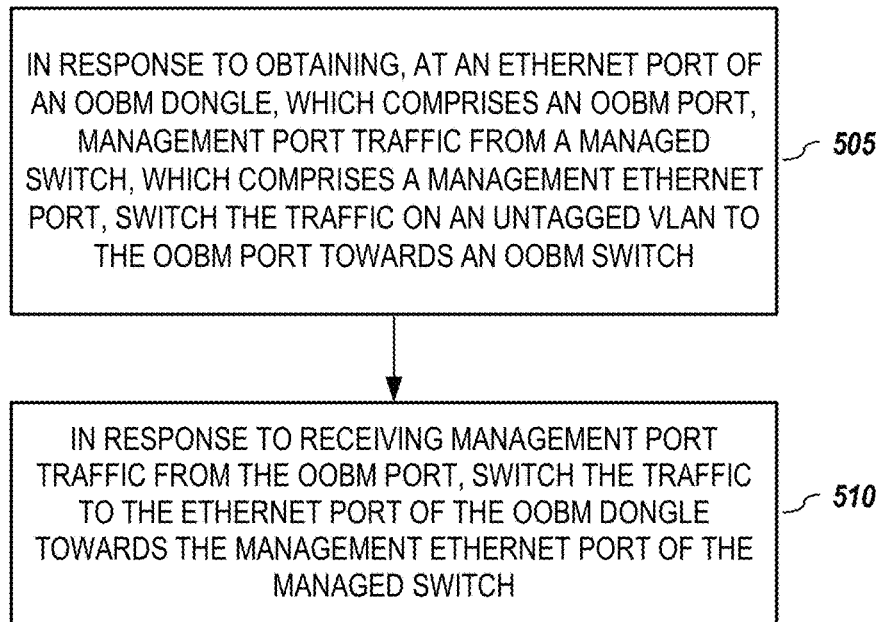 IN RESPONSE TO OBTAINING, AT AN ETHERNET PORT OF
AN OOBM DONGLE, WHICH COMPRISES AN OOBM PORT,
MANAGEMENT PORT TRAFFIC FROM A MANAGED
SWITCH, WHICH COMPRISES A MANAGEMENT ETHERNET
PORT, SWITCH THE TRAFFIC ON AN UNTAGGED VLAN TO
THE OOBM PORT TOWARDS AN OOBM SWITCH
505
IN RESPONSE TO RECEIVING MANAGEMENT PORT
TRAFFIC FROM THE OOBM PORT, SWITCH THE TRAFFIC
TO THE ETHERNET PORT OF THE OOBM DONGLE
TOWARDS THE MANAGEMENT ETHERNET PORT OF THE
MANAGED SWITCH
510